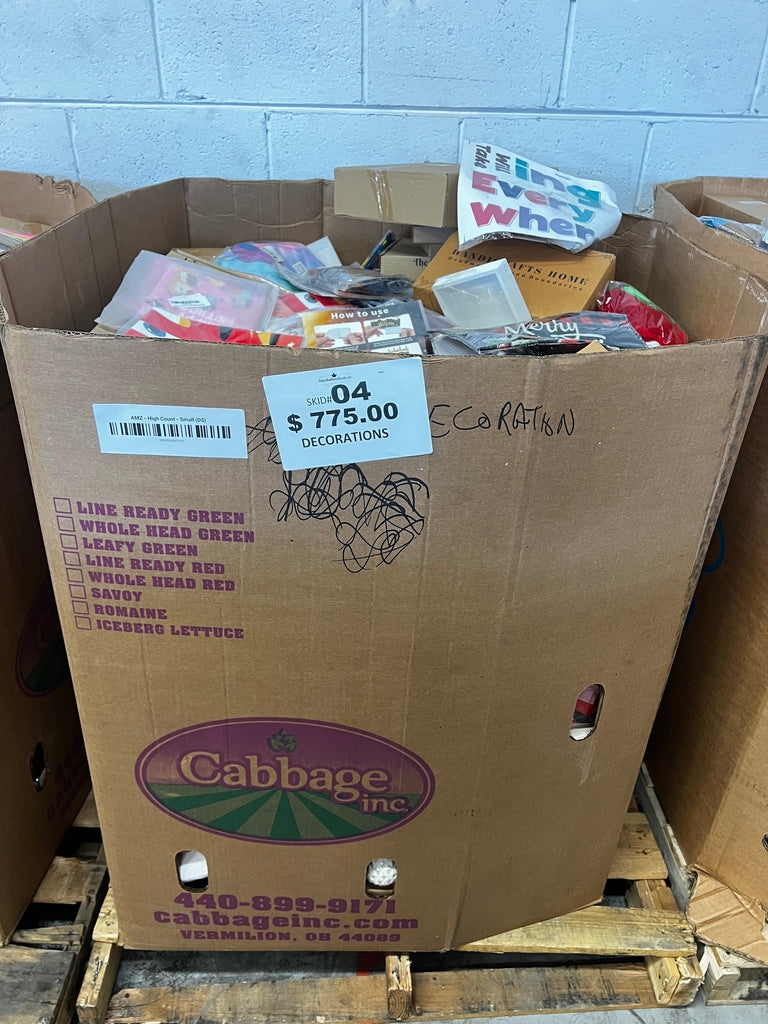 Take
Will
ing
Every
Wher
HANDICRAFTS HOME
How to use
Merry
AMZ - High Count - Small (DS)
SKID# 04
$ 775.00
DECORATIONS
ECORATION
LINE READY GREEN
WHOLE HEAD GREEN
LEAFY GREEN
LINE READY RED
WHOLE HEAD RED
SAVOY
ROMAINE
ICEBERG LETTUCE
Cabbage
inc.
440-899-9171
cabbageinc.com
VERMILION, OH 44089